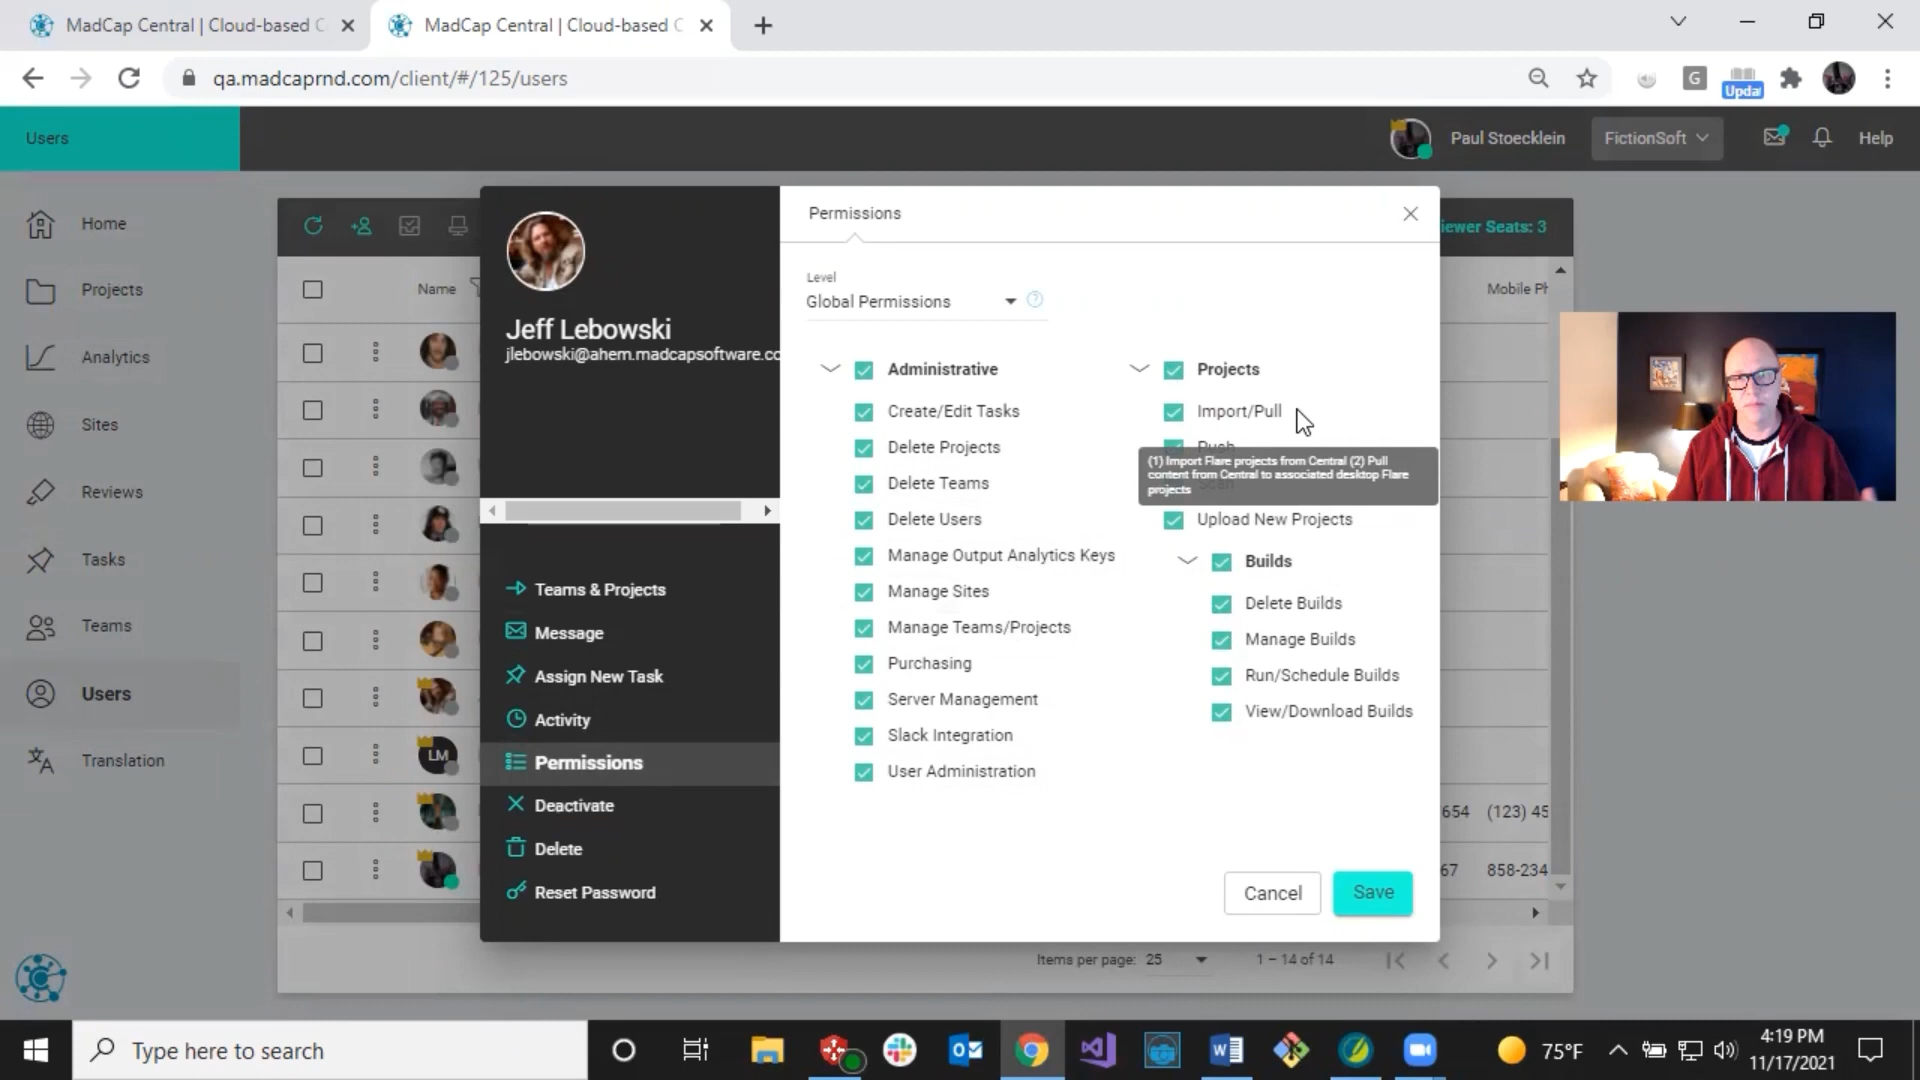 MadCap Central | Cloud-based C
MadCap Central | Cloud-based C
qa.madcaprnd.com/client/#/125/users
G
Updat
Users
Paul Stoecklein
FictionSoft
Help
Home
Projects
Analytics
Sites
Reviews
Tasks
Teams
Users
Translation
Name
LM
Jeff Lebowski
jlebowski@ahem.madcapsoftware.co
Teams & Projects
Message
Assign New Task
Activity
Permissions
Deactivate
Delete
Reset Password
Permissions
Level
Global Permissions
?
Administrative
Create/Edit Tasks
Delete Projects
Delete Teams
Delete Users
Manage Output Analytics Keys
Manage Sites
Manage Teams/Projects
Purchasing
Server Management
Slack Integration
User Administration
Projects
Import/Pull
Push
(1) Import Flare projects from Central (2) Pull
content from Central to associated desktop Flare
projects
Upload New Projects
Builds
Delete Builds
Manage Builds
Run/Schedule Builds
View/Download Builds
Cancel
Save
iewer Seats: 3
Mobile Ph
654 (123) 45
67 858-234
Items per page: 25
1 – 14 of 14
Type here to search
75°F
4:19 PM
11/17/2021